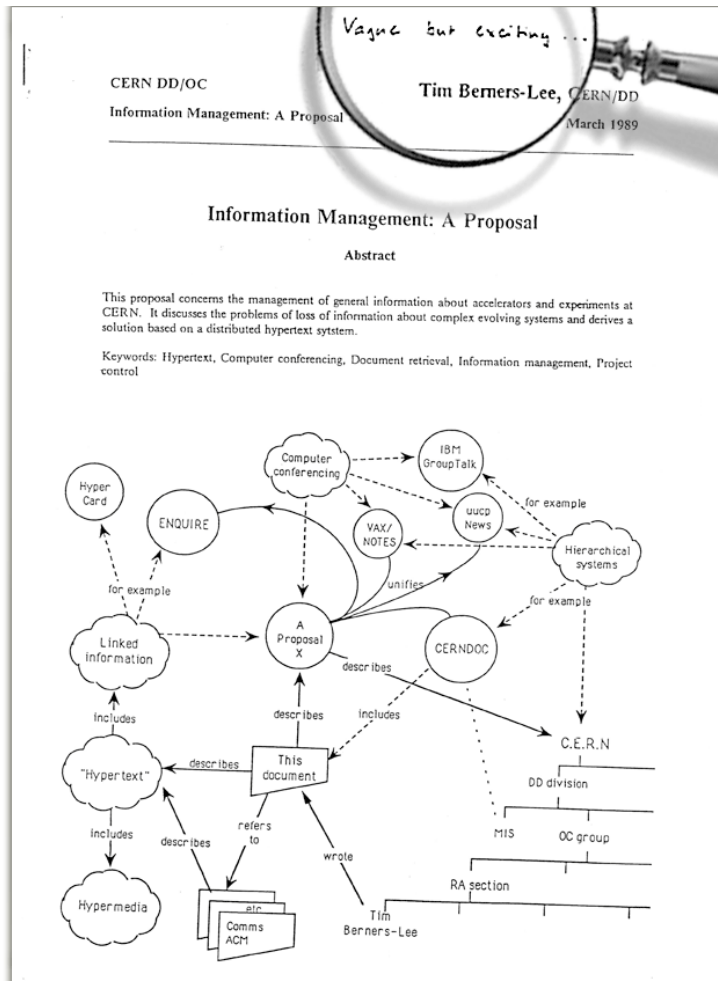 Vague but exciting ...
CERN DD/OC
Tim Berners-Lee, CERN/DD
Information Management: A Proposal
March 1989
Information Management: A Proposal
Abstract
This proposal concerns the management of general information about accelerators and experiments at
CERN. It discusses the problems of loss of information about complex evolving systems and derives a
solution based on a distributed hypertext sytstem.
Keywords: Hypertext, Computer conferencing, Document retrieval, Information management, Project
control
Computer
conferencing
IBM
GroupTalk
Hyper
Card
ENQUIRE
VAX/
NOTES
uucp
News
for example
Hierarchical
systems
unifies
for example
for example
Linked
information
A
Proposal
X
CERNDOC
describes
includes
describes
includes
C.E.R.N
"Hypertext"
describes
This
document
DD division
includes
describes
refers
to
MIS
OC group
wrote
RA section
Hypermedia
etc
Comms
ACM
Tim
Berners-Lee